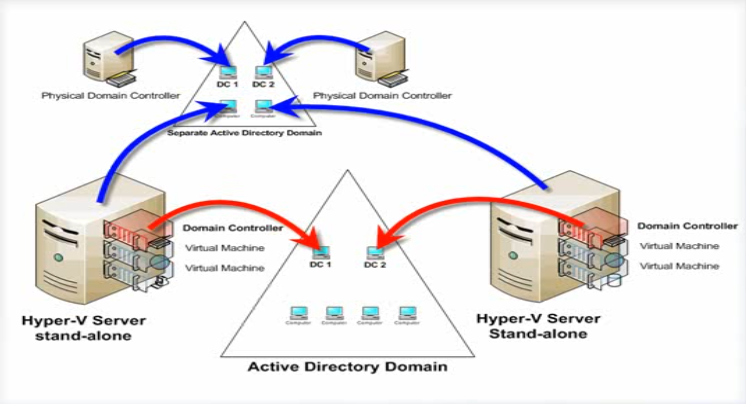 DC 1
DC 2
Physical Domain Controller
Physical Domain Controller
Computer
Computer
Separate Active Directory Domain
Domain Controller
Virtual Machine
Virtual Machine
Hyper-V Server
stand-alone
DC 1
DC 2
Computer
Computer
Computer
Computer
Active Directory Domain
Domain Controller
Virtual Machine
Virtual Machine
Hyper-V Server
Stand-alone